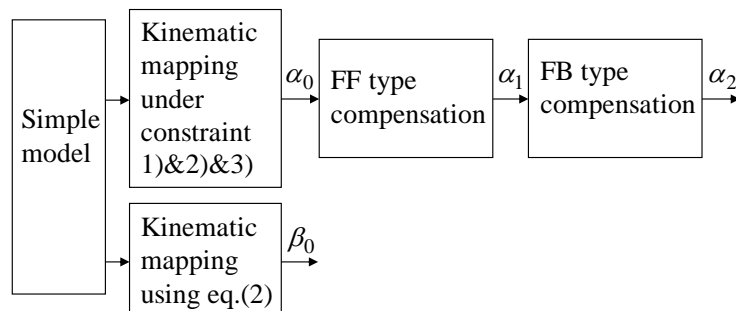 Simple
model
Kinematic
mapping
under
constraint
1)&2)&3)
α0
FF type
compensation
α1
FB type
compensation
α2
Kinematic
mapping
using eq.(2)
β0